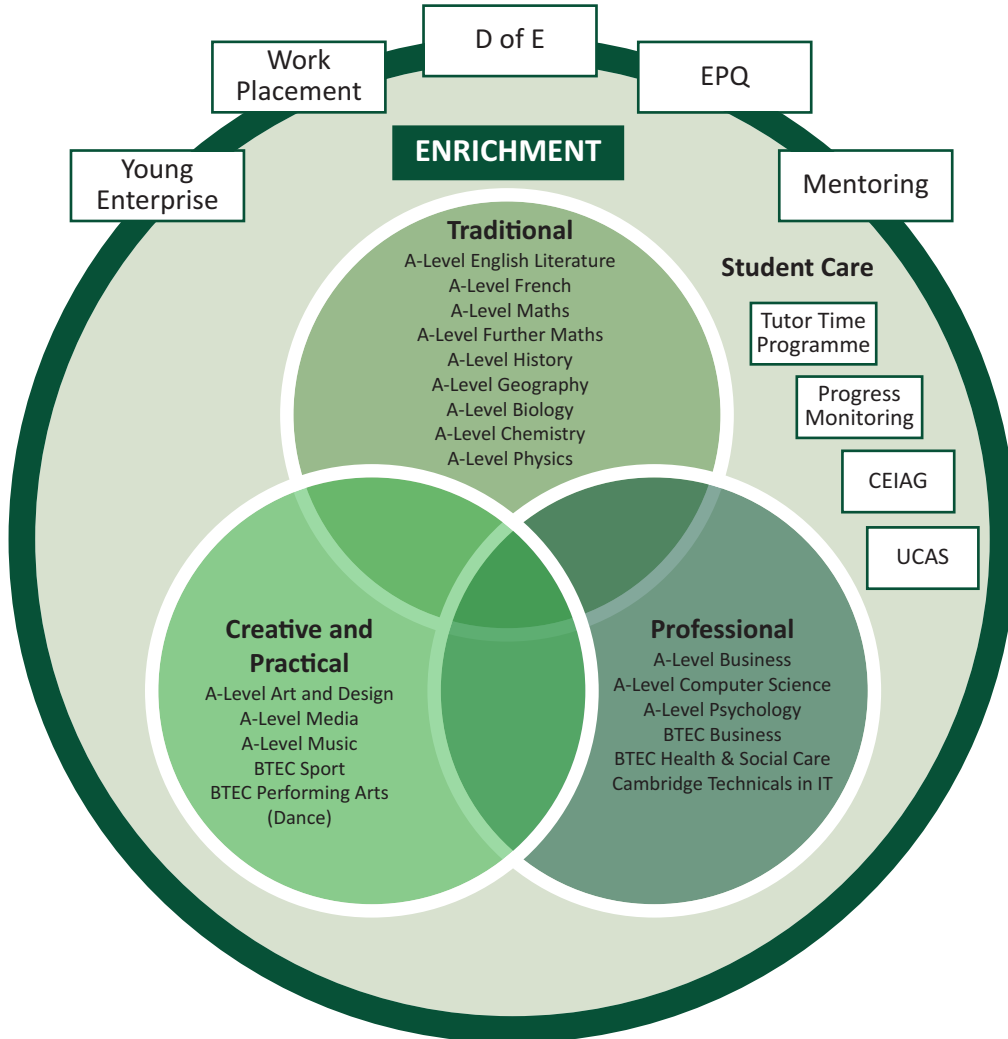 D of E
Work
Placement
EPQ
Young
Enterprise
ENRICHMENT
Mentoring
Traditional
A-Level English Literature
A-Level French
A-Level Maths
A-Level Further Maths
A-Level History
A-Level Geography
A-Level Biology
A-Level Chemistry
A-Level Physics
Student Care
Tutor Time
Programme
Progress
Monitoring
CEIAG
UCAS
Creative and
Practical
A-Level Art and Design
A-Level Media
A-Level Music
BTEC Sport
BTEC Performing Arts
(Dance)
Professional
A-Level Business
A-Level Computer Science
A-Level Psychology
BTEC Business
BTEC Health & Social Care
Cambridge Technicals in IT